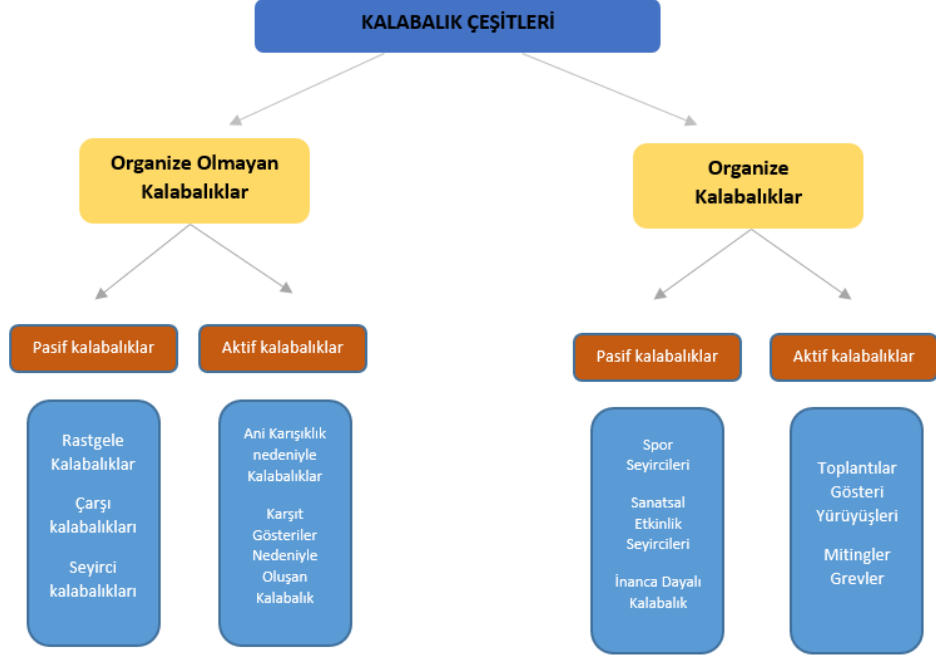 KALABALIK ÇEŞİTLERİ
Organize Olmayan
Kalabalıklar
Organize
Kalabalıklar
Pasif kalabalıklar
Aktif kalabalıklar
Pasif kalabalıklar
Aktif kalabalıklar
Rastgele
Kalabalıklar
Çarşı
kalabalıkları
Seyirci
kalabalıkları
Ani Karışıklık
nedeniyle
Kalabalıklar
Karşıt
Gösteriler
Nedeniyle
Oluşan
Kalabalık
Spor
Seyircileri
Sanatsal
Etkinlik
Seyircileri
İnanca Dayalı
Kalabalık
Toplantılar
Gösteri
Yürüyüşleri
Mitingler
Grevler